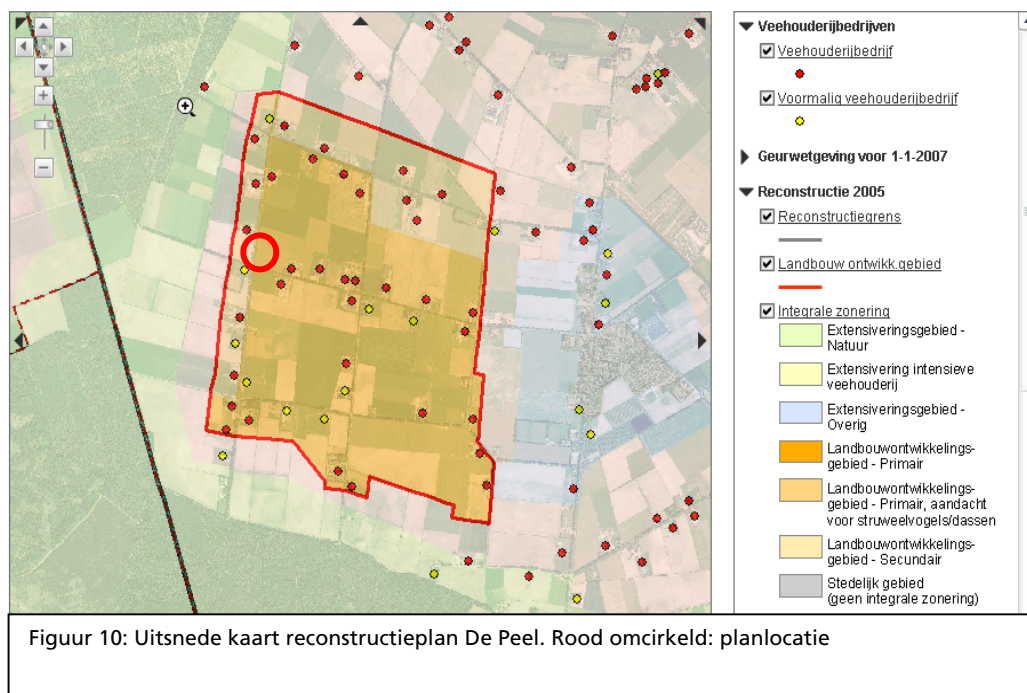 Veehouderijbedrijven
Veehouderijbedrijf
Voormalig veehouderijbedrijf
Geurwetgeving voor 1-1-2007
Reconstructie 2005
Reconstructiegrens
Landbouw ontwikk.gebied
Integrale zonering
Extensiveringsgebied -
Natuur
Extensivering intensieve
veehouderij
Extensiveringsgebied -
Overig
Landbouwontwikkelings-
gebied - Primair
Landbouwontwikkelings-
gebied - Primair, aandacht
voor struweelvogels/dassen
Landbouwontwikkelings-
gebied - Secundair
Stedelijk gebied
(geen integrale zonering)
Figuur 10: Uitsnede kaart reconstructieplan De Peel. Rood omcirkeld: planlocatie